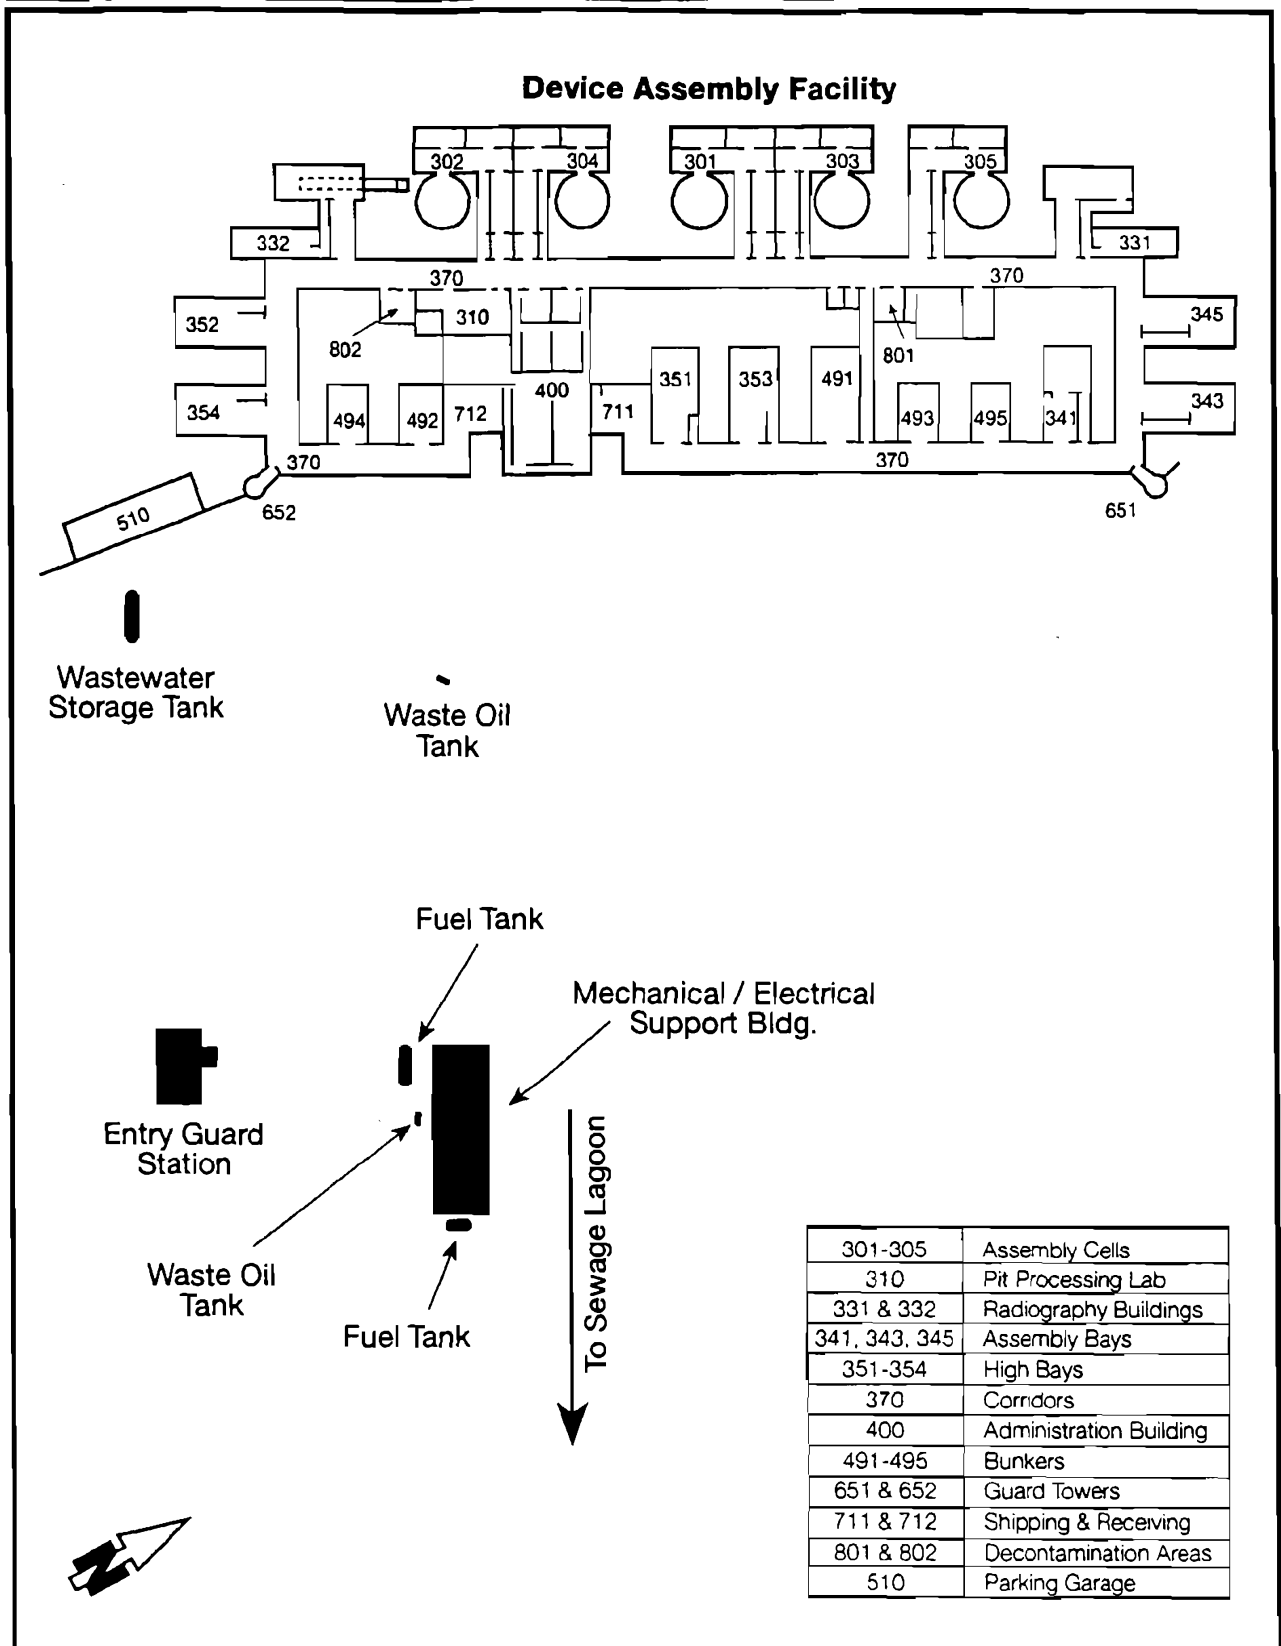 Device Assembly Facility
302 304 301 303 305
332 331
370 370
352 310 345
802 801
351 353 491
400
354 494 492 712 711 493 495 341 343
370 370
510 652 651
Wastewater
Storage Tank
Waste Oil
Tank
Fuel Tank
Mechanical / Electrical
Support Bldg.
Entry Guard
Station
To Sewage Lagoon
Waste Oil
Tank
Fuel Tank
301-305 Assembly Cells
310 Pit Processing Lab
331 & 332 Radiography Buildings
341, 343, 345 Assembly Bays
351-354 High Bays
370 Corridors
400 Administration Building
491-495 Bunkers
651 & 652 Guard Towers
711 & 712 Shipping & Receiving
801 & 802 Decontamination Areas
510 Parking Garage
N